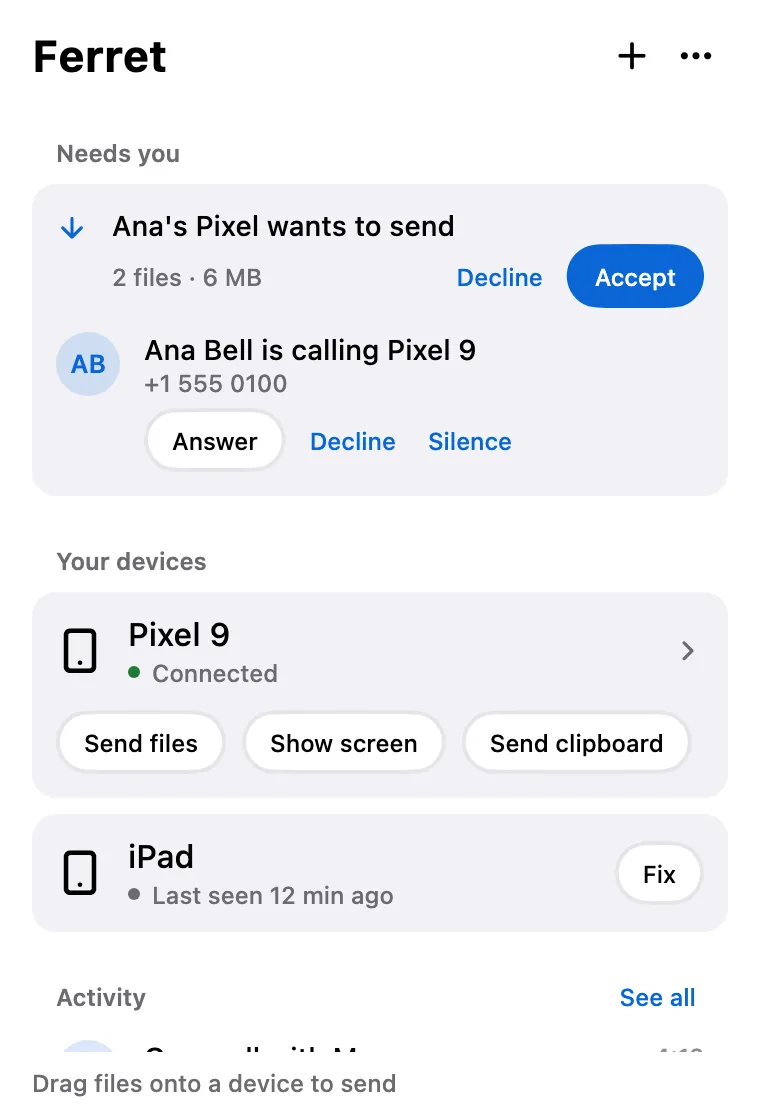 Ferret
Needs you
Ana's Pixel wants to send
2 files · 6 MB
Decline
Accept
AB
Ana Bell is calling Pixel 9
+1 555 0100
Answer
Decline
Silence
Your devices
Pixel 9
Connected
Send files
Show screen
Send clipboard
iPad
Last seen 12 min ago
Fix
Activity
See all
Drag files onto a device to send